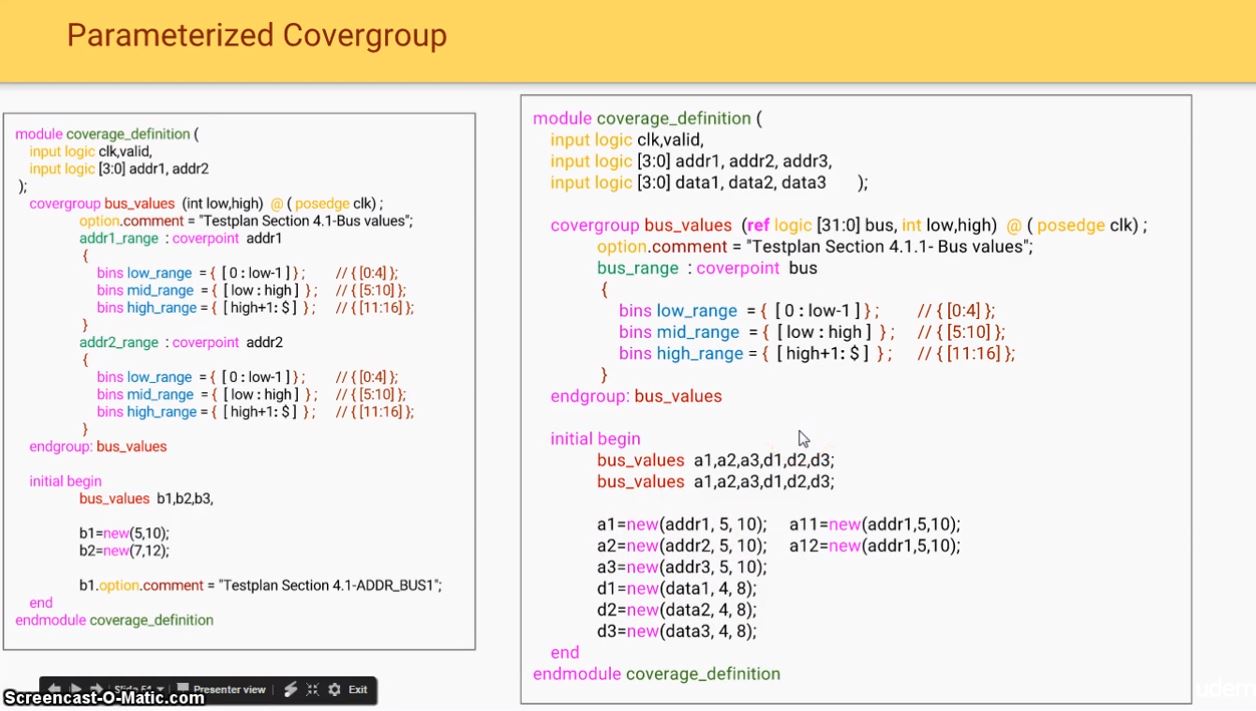 Parameterized Covergroup
module coverage_definition (
input logic clk,valid,
input logic [3:0] addr1, addr2
);
covergroup bus_values (int low,high) @ ( posedge clk) ;
option.comment = "Testplan Section 4.1-Bus values";
addr1_range : coverpoint addr1
{
bins low_range = { [ 0 : low-1 ] } ; // { [0:4] };
bins mid_range = { [ low : high ] } ; // { [5:10] };
bins high_range = { [ high+1: $ ] } ; // { [11:16] };
}
addr2_range : coverpoint addr2
{
bins low_range = { [ 0 : low-1 ] } ; // { [0:4] };
bins mid_range = { [ low : high ] } ; // { [5:10] };
bins high_range = { [ high+1: $ ] } ; // { [11:16] };
}
endgroup: bus_values
initial begin
bus_values b1,b2,b3,
b1=new(5,10);
b2=new(7,12);
b1.option.comment = "Testplan Section 4.1-ADDR_BUS1";
end
endmodule coverage_definition
module coverage_definition (
input logic clk,valid,
input logic [3:0] addr1, addr2, addr3,
input logic [3:0] data1, data2, data3 );
covergroup bus_values (ref logic [31:0] bus, int low,high) @ ( posedge clk) ;
option.comment = "Testplan Section 4.1.1- Bus values";
bus_range : coverpoint bus
{
bins low_range = { [ 0 : low-1 ] } ; // { [0:4] };
bins mid_range = { [ low : high ] } ; // { [5:10] };
bins high_range = { [ high+1: $ ] } ; // { [11:16] };
}
endgroup: bus_values
initial begin
bus_values a1,a2,a3,d1,d2,d3;
bus_values a1,a2,a3,d1,d2,d3;
a1=new(addr1, 5, 10); a11=new(addr1,5,10);
a2=new(addr2, 5, 10); a12=new(addr1,5,10);
a3=new(addr3, 5, 10);
d1=new(data1, 4, 8);
d2=new(data2, 4, 8);
d3=new(data3, 4, 8);
end
endmodule coverage_definition
Presenter view Exit
Screencast-O-Matic.com